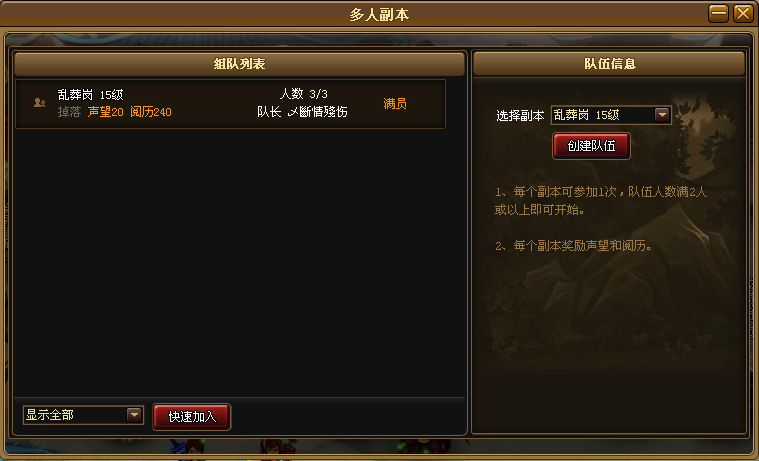 多人副本
组队列表
乱葬岗 15级
人数 3/3
掉落 声望20 阅历240
队长 乄斷情殘伤
满员
显示全部
快速加入
队伍信息
选择副本 乱葬岗 15级
创建队伍
1、每个副本可参加1次，队伍人数满2人
或以上即可开始。
2、每个副本奖励声望和阅历。